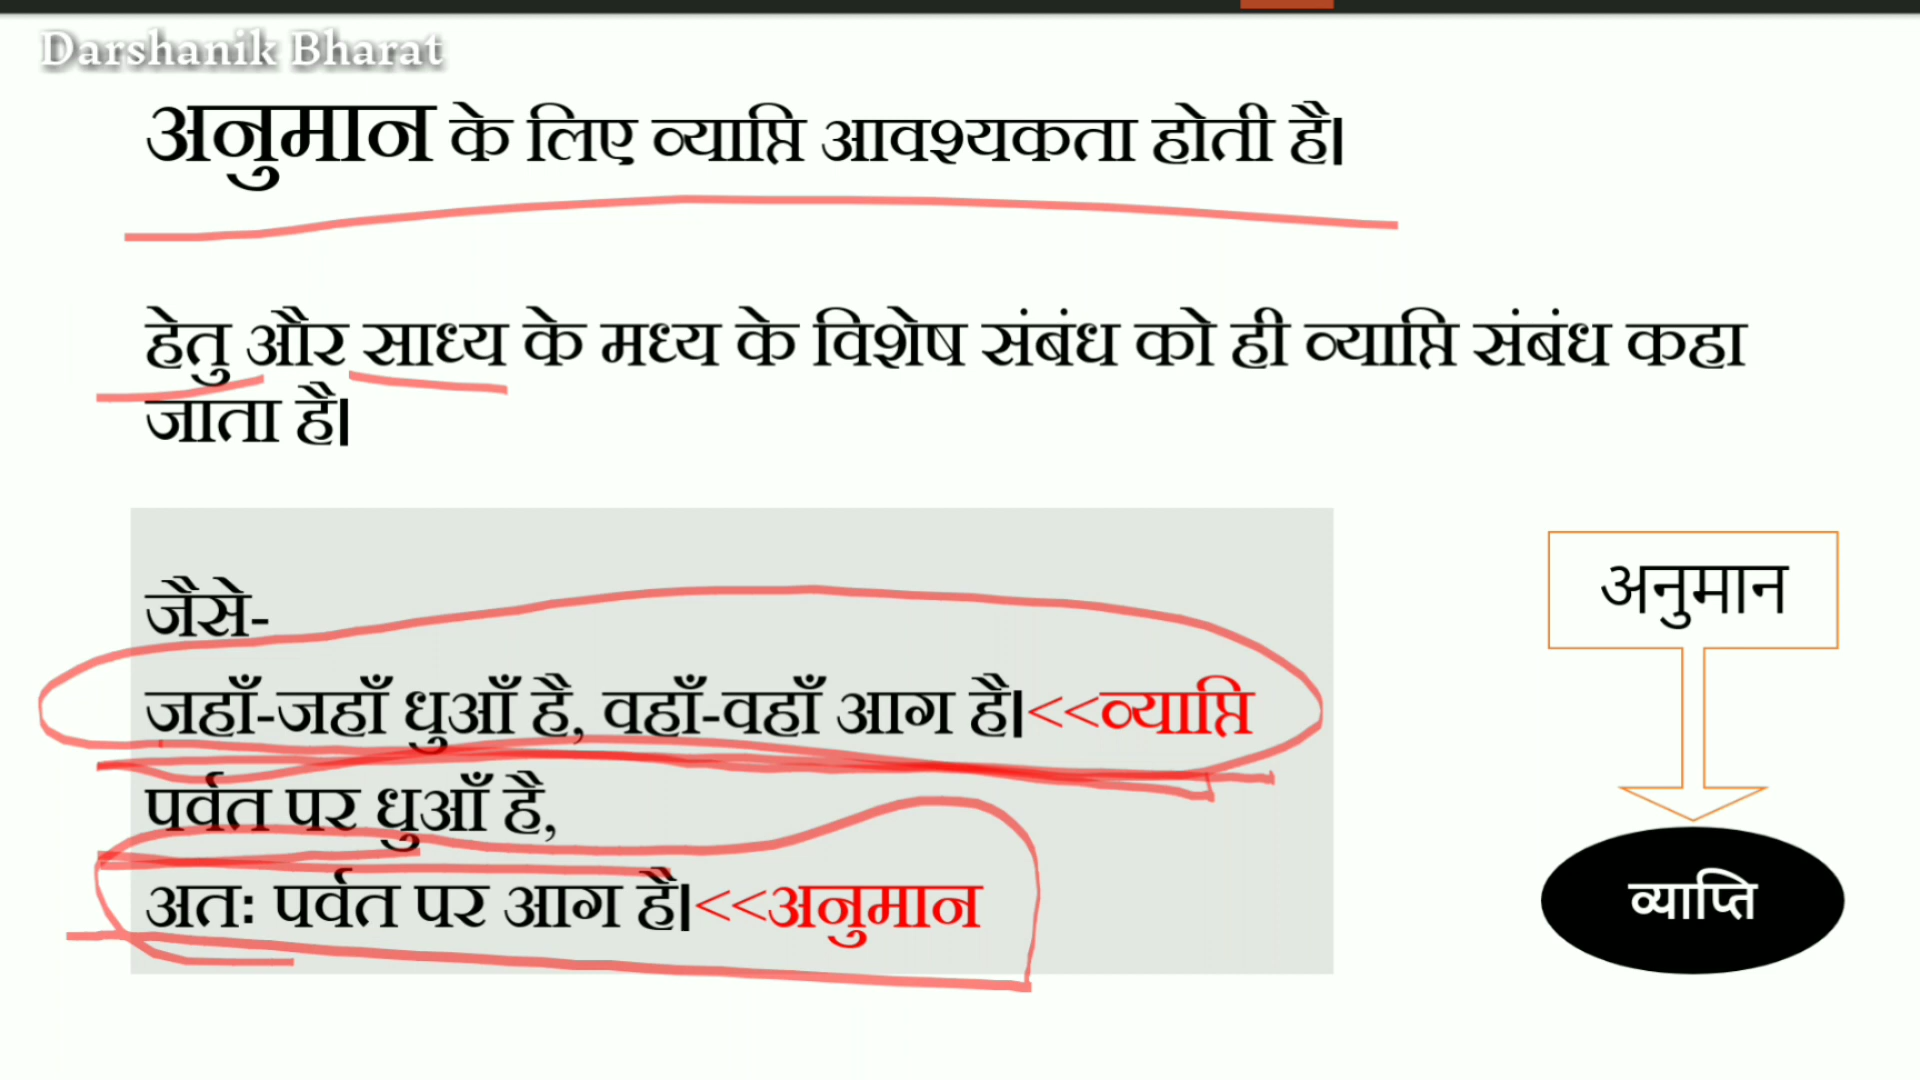 Darshanik Bharat
अनुमान के लिए व्याप्ति आवश्यकता होती है।
हेतु और साध्य के मध्य के विशेष संबंध को ही व्याप्ति संबंध कहा
जाता है।
जैसे-
जहाँ-जहाँ धुआँ है, वहाँ-वहाँ आग है।<<व्याप्ति
पर्वत पर धुआँ है,
अतः पर्वत पर आग है।<<अनुमान
अनुमान
व्याप्ति